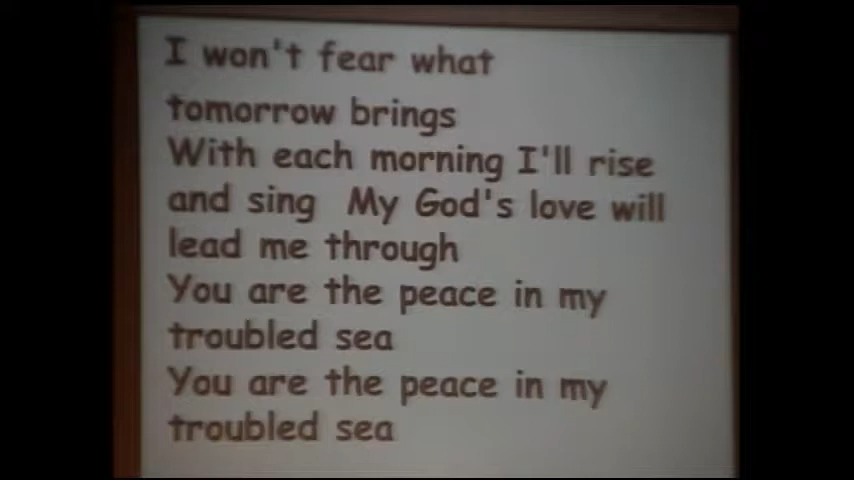 I won't fear what
tomorrow brings
With each morning I'll rise
and sing My God's love will
lead me through
You are the peace in my
troubled sea
You are the peace in my
troubled sea